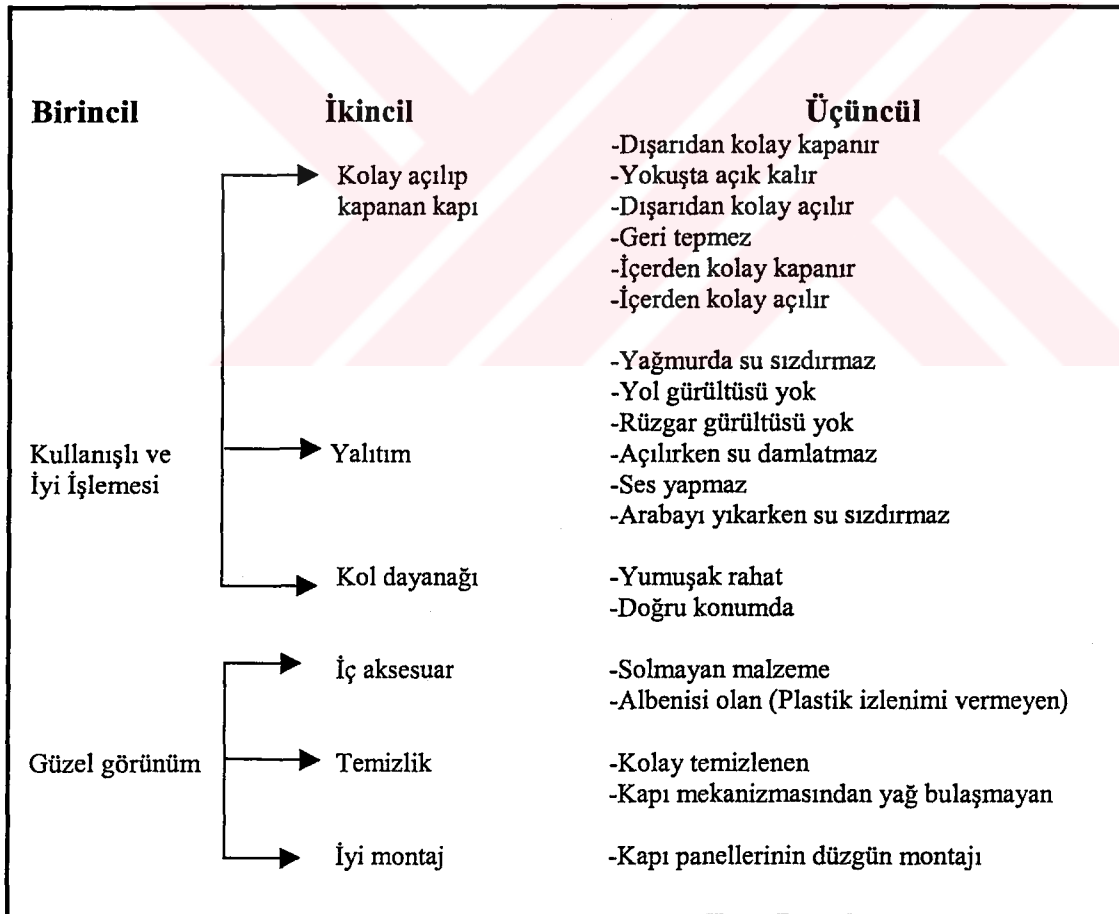 Birincil İkincil Üçüncül
-Dışarıdan kolay kapanır
Kolay açılıp -Yokuşta açık kalır
kapanan kapı -Dışarıdan kolay açılır
-Geri tepmez
-İçerden kolay kapanır
-İçerden kolay açılır
-Yağmurda su sızdırmaz
-Yol gürültüsü yok
-Rüzgar gürültüsü yok
Kullanışlı ve Yalıtım -Açılırken su damlatmaz
İyi İşlemesi -Ses yapmaz
-Arabayı yıkarken su sızdırmaz
Kol dayanağı -Yumuşak rahat
-Doğru konumda
İç aksesuar -Solmayan malzeme
-Albenisi olan (Plastik izlenimi vermeyen)
Güzel görünüm Temizlik -Kolay temizlenen
-Kapı mekanizmasından yağ bulaşmayan
İyi montaj -Kapı panellerinin düzgün montajı